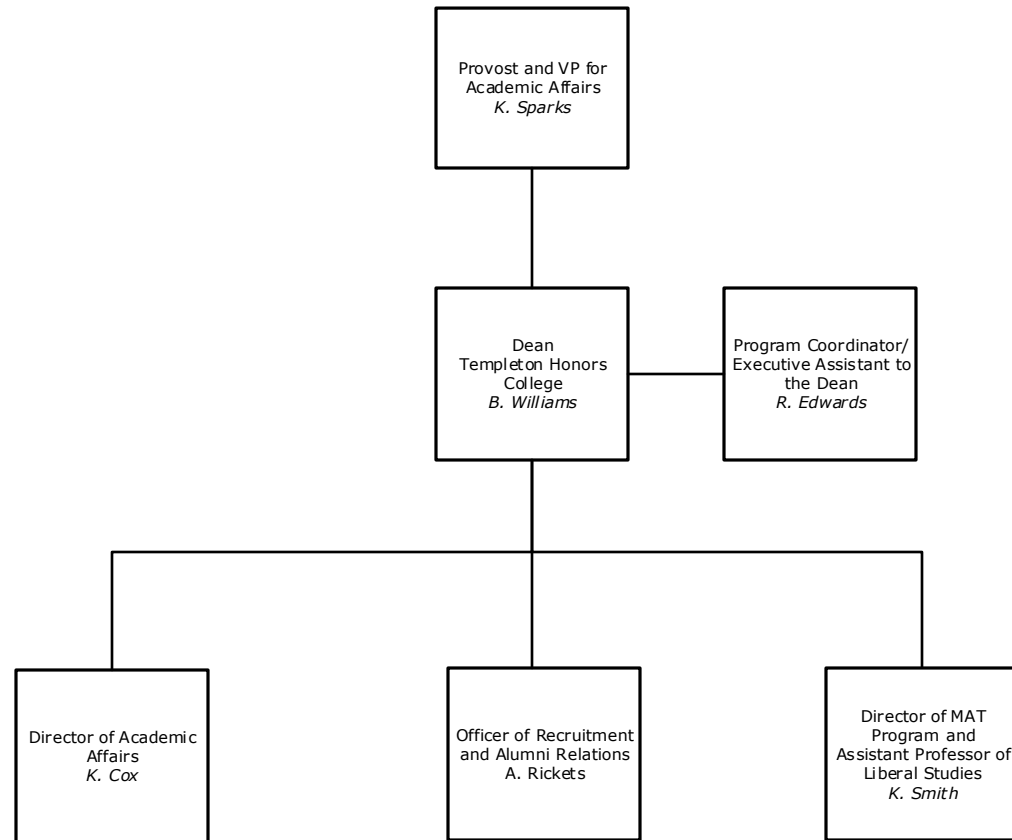 Provost and VP for
Academic Affairs
K. Sparks
Dean
Templeton Honors
College
B. Williams
Program Coordinator/
Executive Assistant to
the Dean
R. Edwards
Director of Academic
Affairs
K. Cox
Officer of Recruitment
and Alumni Relations
A. Rickets
Director of MAT
Program and
Assistant Professor of
Liberal Studies
K. Smith